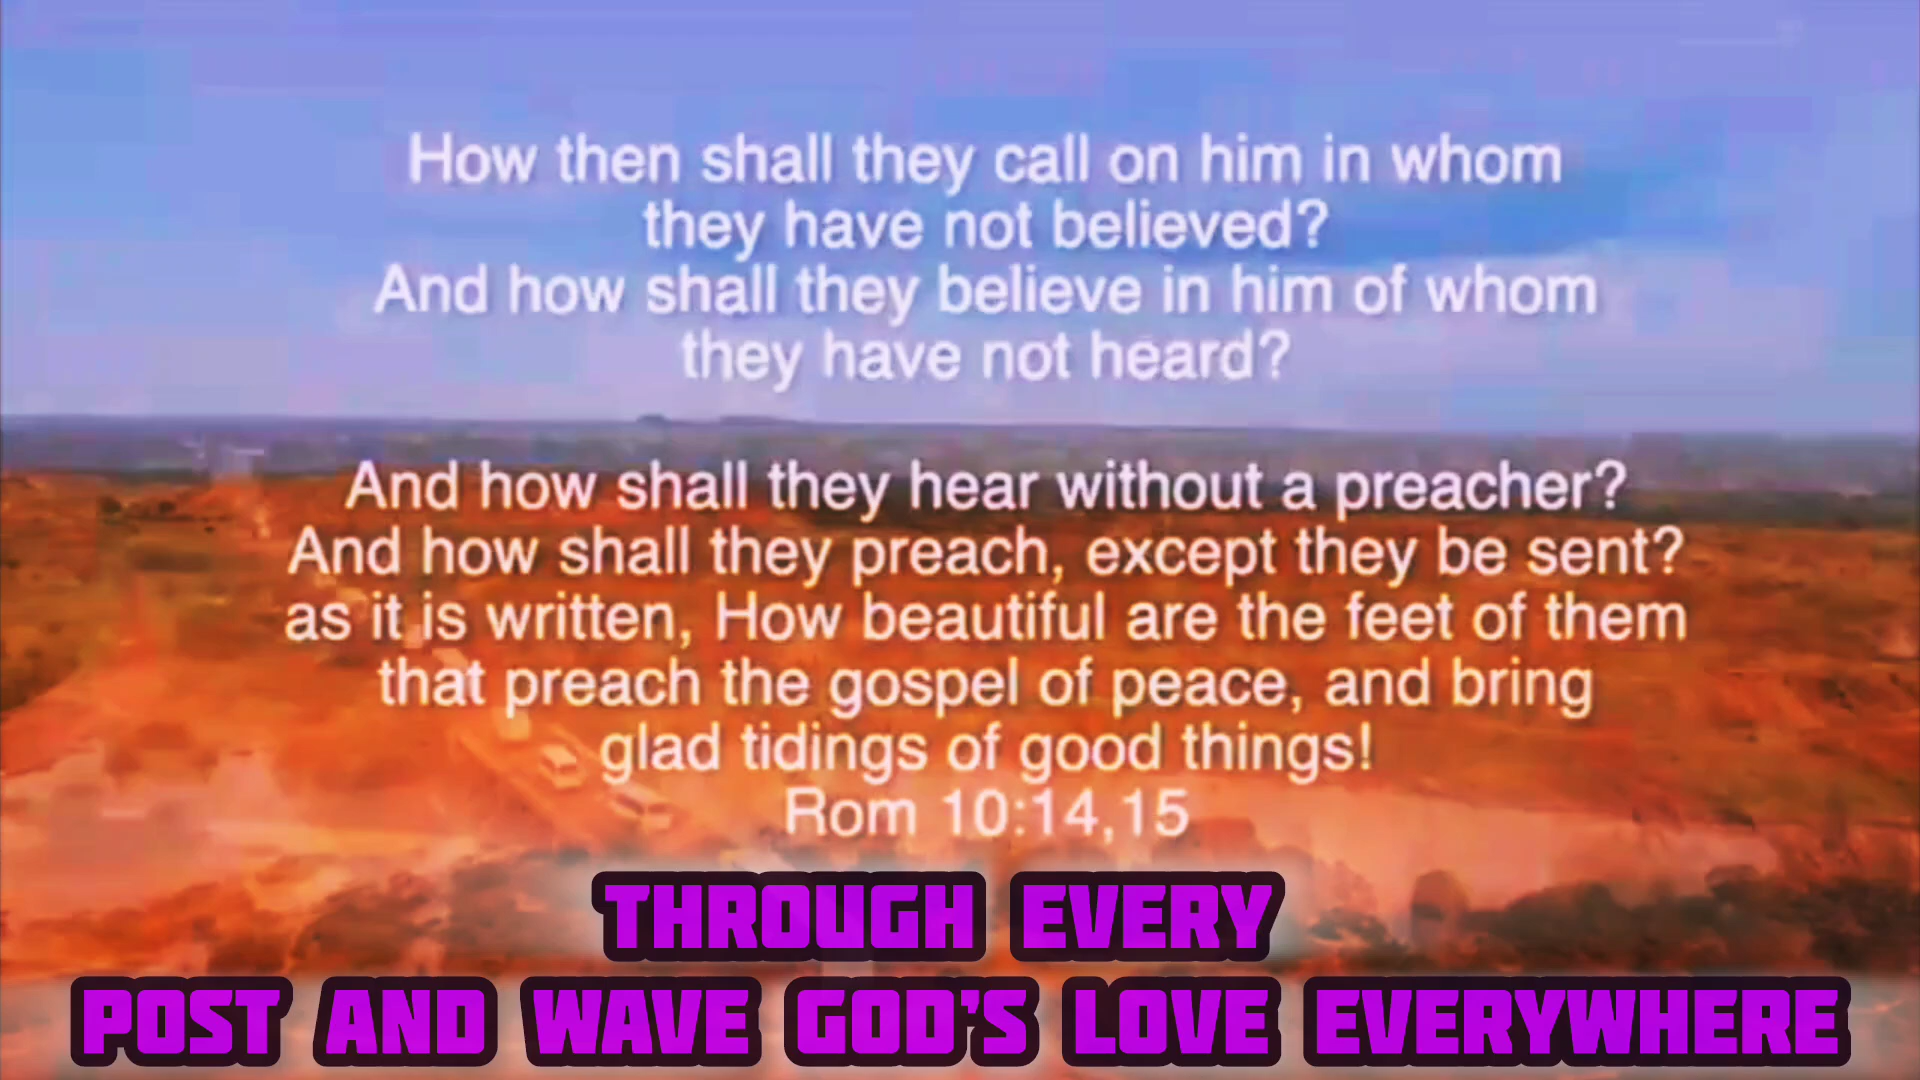 How then shall they call on him in whom
they have not believed?
And how shall they believe in him of whom
they have not heard?
And how shall they hear without a preacher?
And how shall they preach, except they be sent?
as it is written, How beautiful are the feet of them
that preach the gospel of peace, and bring
glad tidings of good things!
Rom 10:14,15
THROUGH EVERY
POST AND WAVE GOD'S LOVE EVERYWHERE